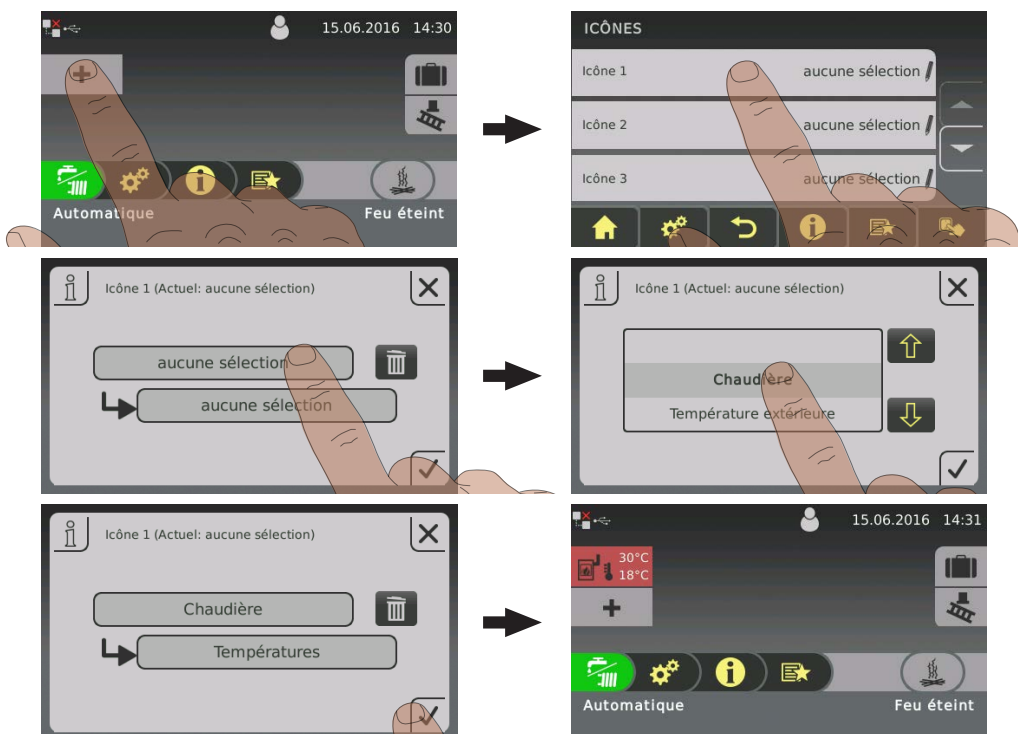 15.06.2016 14:30
Automatique
Feu éteint
ICÔNES
Icône 1
aucune sélection
Icône 2
aucune sélection
Icône 3
aucune sélection
Icône 1 (Actuel: aucune sélection)
aucune sélection
aucune sélection
Icône 1 (Actuel: aucune sélection)
Chaudière
Température extérieure
Icône 1 (Actuel: aucune sélection)
Chaudière
Températures
15.06.2016 14:31
30°C
18°C
Automatique
Feu éteint